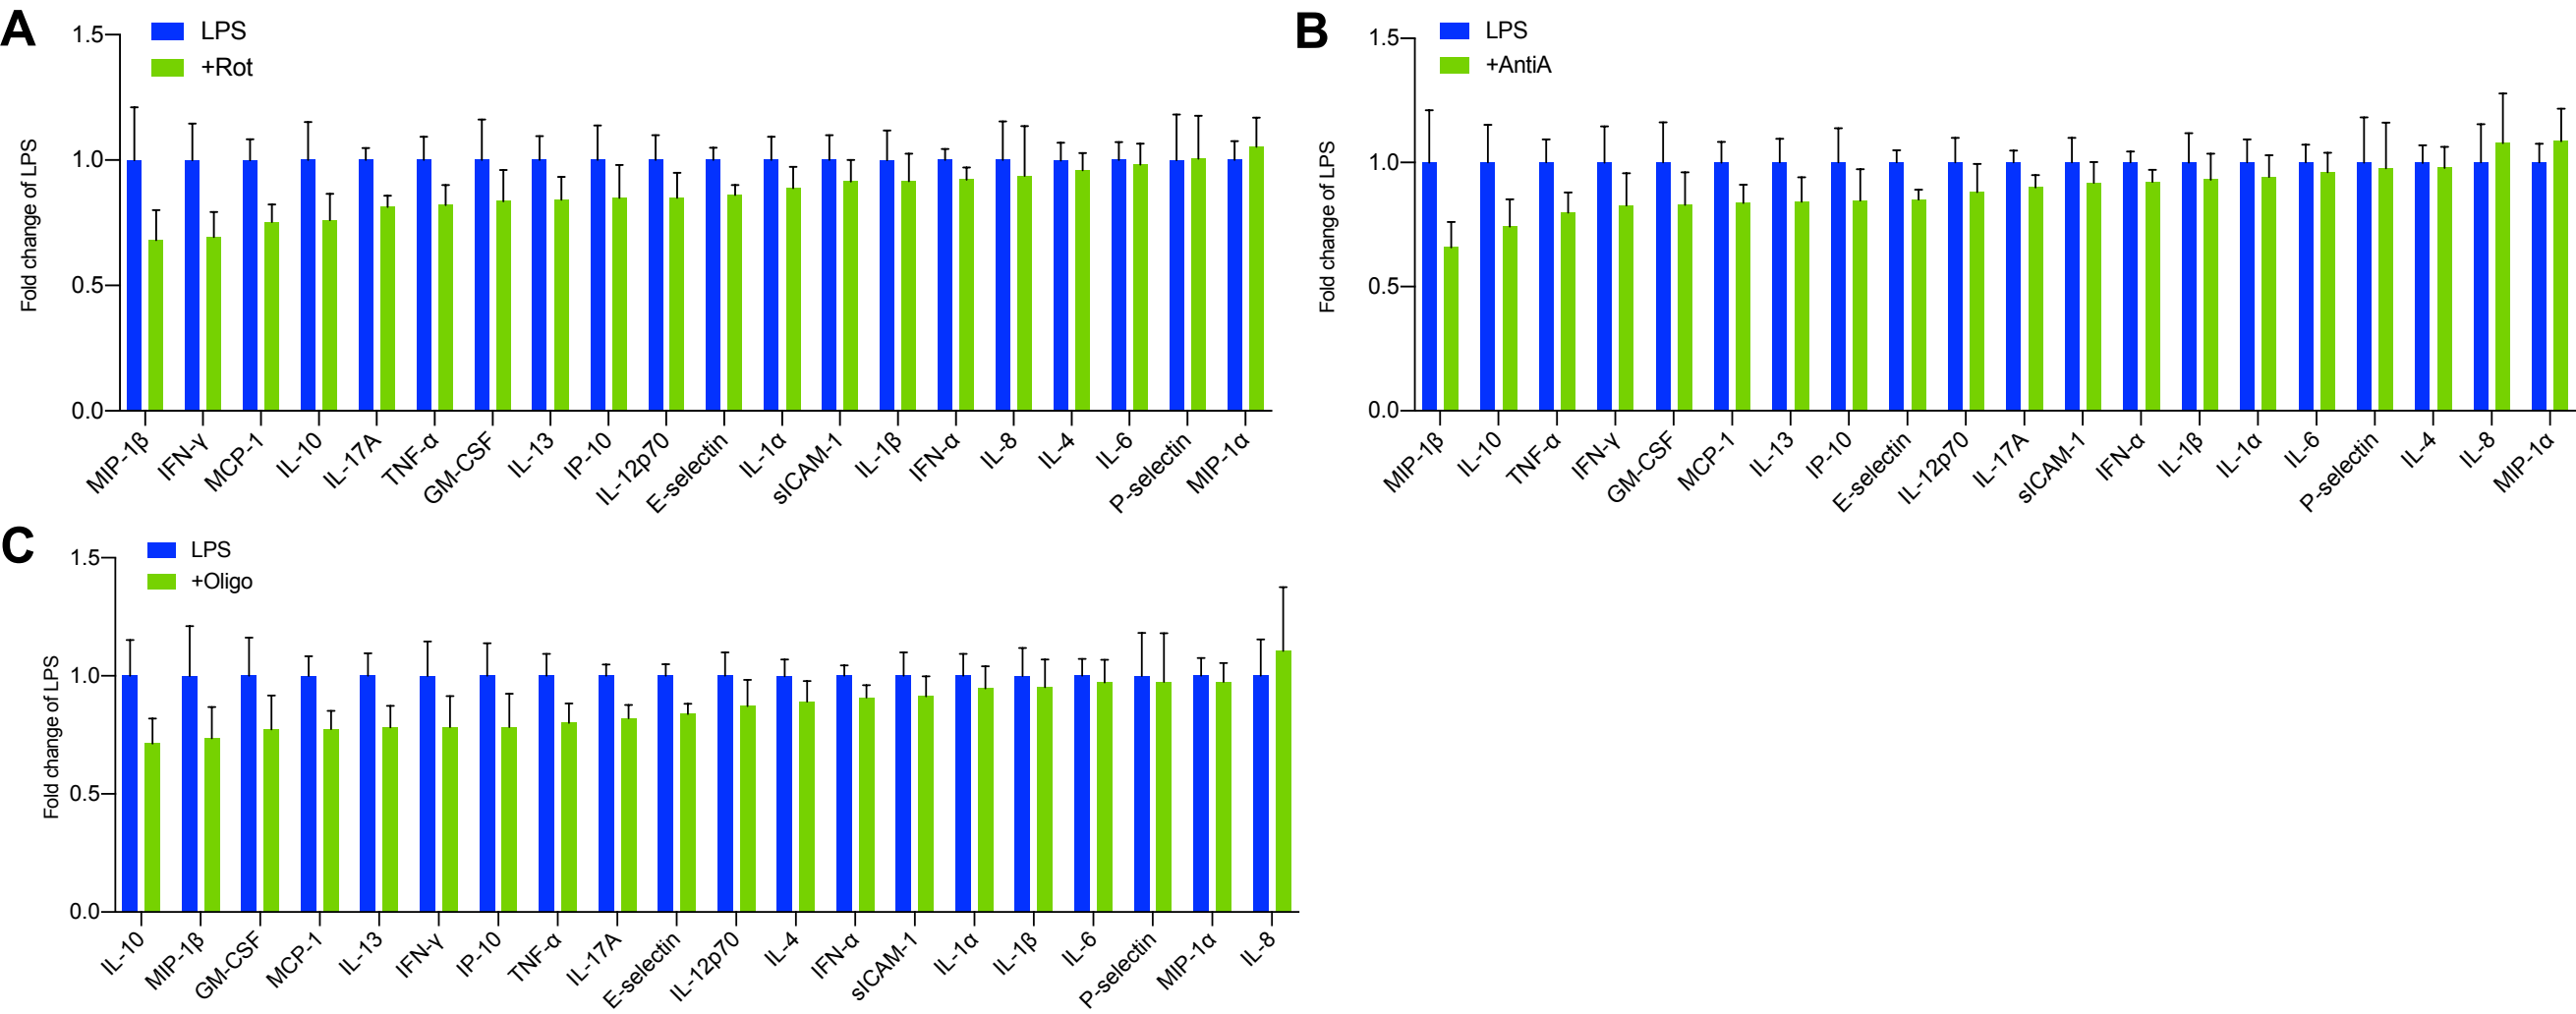 A
LPS
+Rot
Fold change of LPS
1.5
1.0
0.5
0.0
MIP-1β IFN-γ MCP-1 IL-10 IL-17A TNF-α GM-CSF IL-13 IP-10 IL-12p70 E-selectin IL-1α sICAM-1 IL-1β IFN-α IL-8 IL-4 IL-6 P-selectin MIP-1α
B
LPS
+AntiA
Fold change of LPS
1.5
1.0
0.5
0.0
MIP-1β IL-10 TNF-α IFN-γ GM-CSF MCP-1 IL-13 IP-10 E-selectin IL-12p70 IL-17A sICAM-1 IFN-α IL-1β IL-1α IL-6 P-selectin IL-4 IL-8 MIP-1α
C
LPS
+Oligo
Fold change of LPS
1.5
1.0
0.5
0.0
IL-10 MIP-1β GM-CSF MCP-1 IL-13 IFN-γ IP-10 TNF-α IL-17A E-selectin IL-12p70 IL-4 IFN-α sICAM-1 IL-1α IL-1β IL-6 P-selectin MIP-1α IL-8